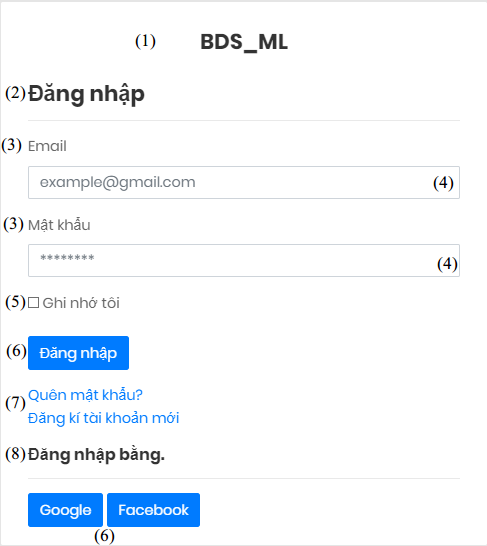 (1) BDS_ML
(2) Đăng nhập
(3) Email
example@gmail.com (4)
(3) Mật khẩu
******** (4)
(5) Ghi nhớ tôi
(6) Đăng nhập
Quên mật khẩu?
(7)
Đăng kí tài khoản mới
(8) Đăng nhập bằng.
Google Facebook
(6)